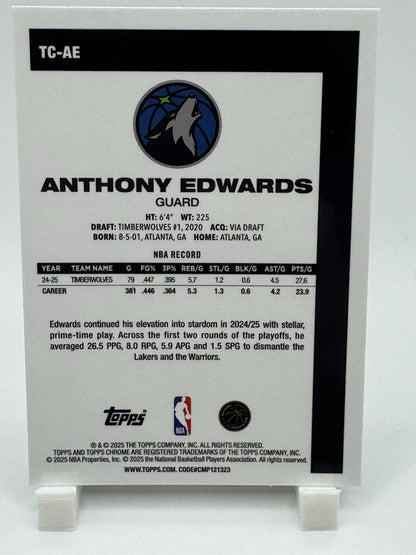 TC-AE
ANTHONY EDWARDS
GUARD
HT: 6'4" WT: 225
DRAFT: TIMBERWOLVES #1, 2020 ACQ: VIA DRAFT
BORN: 8-5-01, ATLANTA, GA HOME: ATLANTA, GA
NBA RECORD
YEAR TEAM NAME G FG% 3P% REB/G STL/G BLK/G AST/G PTS/G
24-25 TIMBERWOLVES 79 .447 .395 5.7 1.2 0.6 4.5 27.6
CAREER 381 .446 .364 5.3 1.3 0.6 4.2 23.9
Edwards continued his elevation into stardom in 2024/25 with stellar,
prime-time play. Across the first two rounds of the playoffs, he
averaged 26.5 PPG, 8.0 RPG, 5.9 APG and 1.5 SPG to dismantle the
Lakers and the Warriors.
Topps NBA
® & © 2025 THE TOPPS COMPANY, INC. ALL RIGHTS RESERVED.
TOPPS AND TOPPS CHROME ARE REGISTERED TRADEMARKS OF THE TOPPS COMPANY, INC.
© 2025 NBA Properties, Inc. © 2025 the National Basketball Players Association. All rights reserved.
WWW.TOPPS.COM. CODE#CMP121323